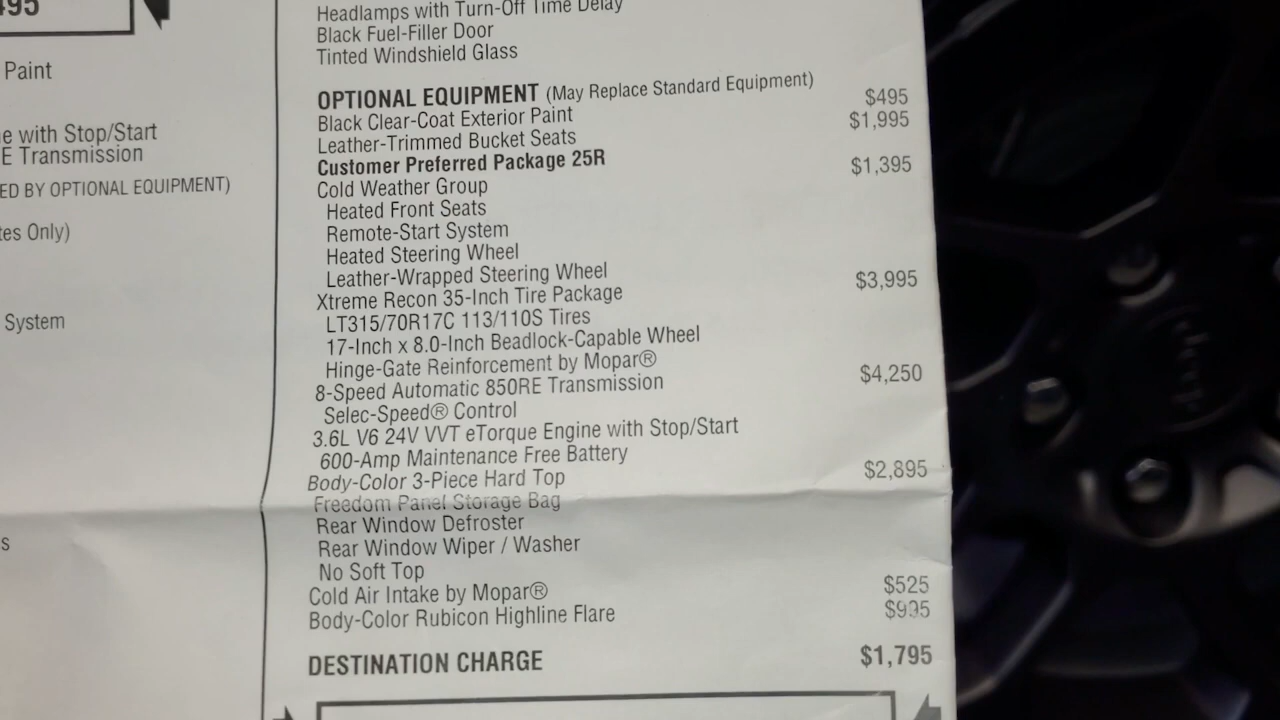 495
Paint
e with Stop/Start
E Transmission
ED BY OPTIONAL EQUIPMENT)
tes Only)
System
s
Headlamps with Turn-Off Time Delay
Black Fuel-Filler Door
Tinted Windshield Glass
OPTIONAL EQUIPMENT (May Replace Standard Equipment)
Black Clear-Coat Exterior Paint $495
Leather-Trimmed Bucket Seats $1,995
Customer Preferred Package 25R
Cold Weather Group $1,395
Heated Front Seats
Remote-Start System
Heated Steering Wheel
Leather-Wrapped Steering Wheel
Xtreme Recon 35-Inch Tire Package $3,995
LT315/70R17C 113/110S Tires
17-Inch x 8.0-Inch Beadlock-Capable Wheel
Hinge-Gate Reinforcement by Mopar®
8-Speed Automatic 850RE Transmission $4,250
Selec-Speed® Control
3.6L V6 24V VVT eTorque Engine with Stop/Start
600-Amp Maintenance Free Battery
Body-Color 3-Piece Hard Top $2,895
Freedom Panel Storage Bag
Rear Window Defroster
Rear Window Wiper / Washer
No Soft Top
Cold Air Intake by Mopar® $525
Body-Color Rubicon Highline Flare
DESTINATION CHARGE $1,795
Jeep